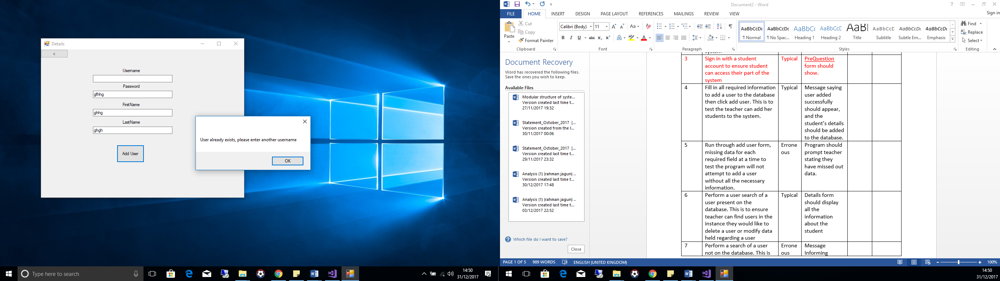 Details
<
Username
Password
gfhhg
FirstName
ghhg
LastName
ghgh
Add User
User already exists, please enter another username
OK
Type here to search
14:50
31/12/2017
Document2 - Word
Sign in
FILE
HOME
INSERT
DESIGN
PAGE LAYOUT
REFERENCES
MAILINGS
REVIEW
VIEW
Paste
Cut
Copy
Format Painter
Clipboard
Calibri (Body)
11
Font
Paragraph
AaBbCcDc
¶ Normal
AaBbCcDc
¶ No Spac...
AaBbCc
Heading 1
AaBbCcD
Heading 2
AaB
Title
AaBbCcD
Subtitle
AaBbCcDc
Subtle Em...
AaBbCcDc
Emphasis
Styles
Find
Replace
Select
Editing
Document Recovery
Word has recovered the following files.
Save the ones you wish to keep.
Available Files
Modular structure of syste...
Version created last time t...
27/11/2017 19:32
Statement_October_2017 [...
Version created from the l...
30/11/2017 00:06
Statement_October_2017 [...
Version created last time t...
29/11/2017 23:32
Analysis (1) (rahman jagun) ..
Version created last time t...
30/12/2017 17:48
Analysis (1) (rahman jagun) ..
Version created last time t...
03/12/2017 22:52
Which file do I want to save?
Close
system
3
Sign in with a student
account to ensure student
can access their part of the
system
Typical
PreQuestion
form should
show.
4
Fill in all required information
to add a user to the database
then click add user. This is to
test the teacher can add her
students to the system.
Typical
Message saying
user added
successfully
should appear,
and the
student's details
should be added
to the database.
5
Run through add user form,
missing data for each
required field at a time to
test the program will not
attempt to add a user
without all the necessary
information.
Errone
ous
Program should
prompt teacher
stating they
have missed out
data.
6
Perform a user search of a
user present on the
database. This is to ensure
teacher can find users in the
instance they would like to
delete a user or modify data
held regarding a user
Typical
Details form
should display
all the
information
about the
student
7
Perform a search of a user
not on the database. This is
Errone
ous
Message
Informing
PAGE 1 OF 5
989 WORDS
ENGLISH (UNITED KINGDOM)
100%
14:50
31/12/2017